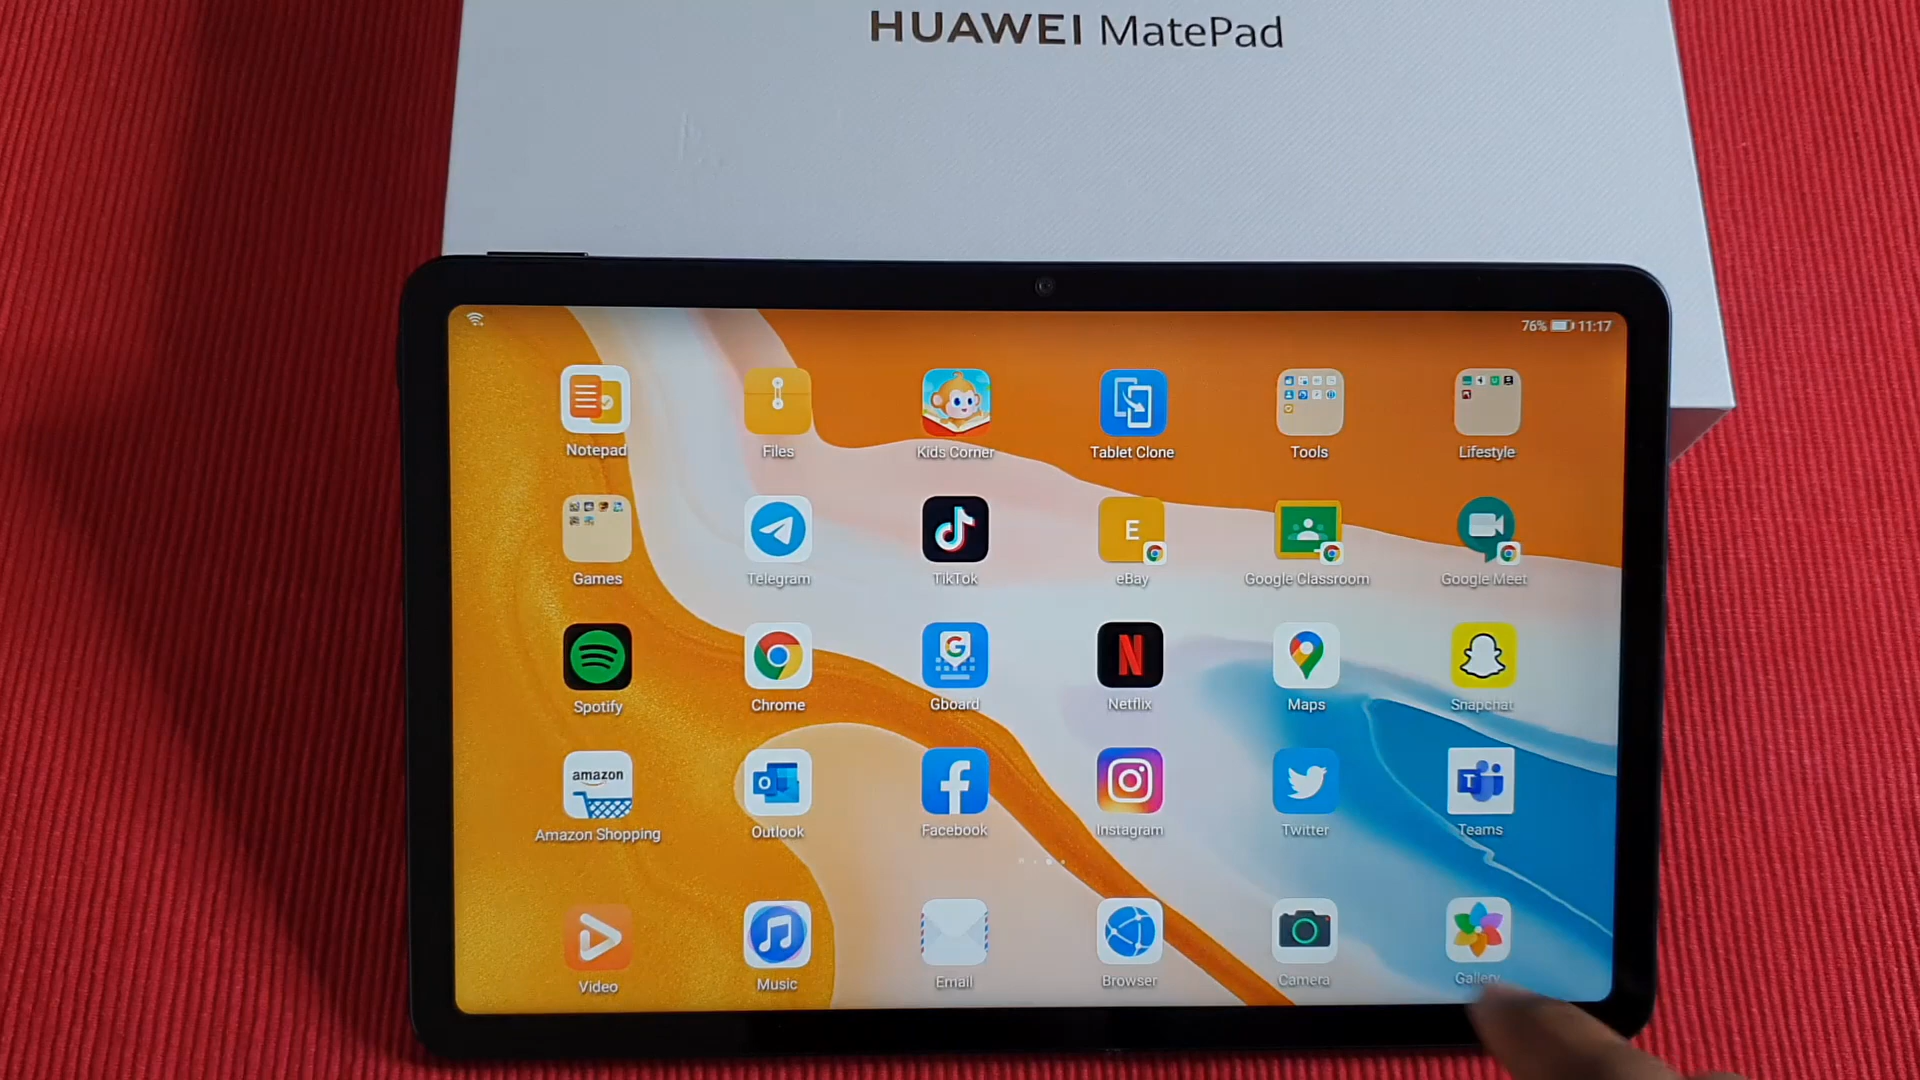 HUAWEI MatePad
76% 11:17
Notepad
Files
Kids Corner
Tablet Clone
Tools
Lifestyle
E
Games
Telegram
TikTok
eBay
Google Classroom
Google Meet
G
N
Spotify
Chrome
Gboard
Netflix
Maps
Snapchat
amazon
O
T
Amazon Shopping
Outlook
Facebook
Instagram
Twitter
Teams
Video
Music
Email
Browser
Camera
Gallery